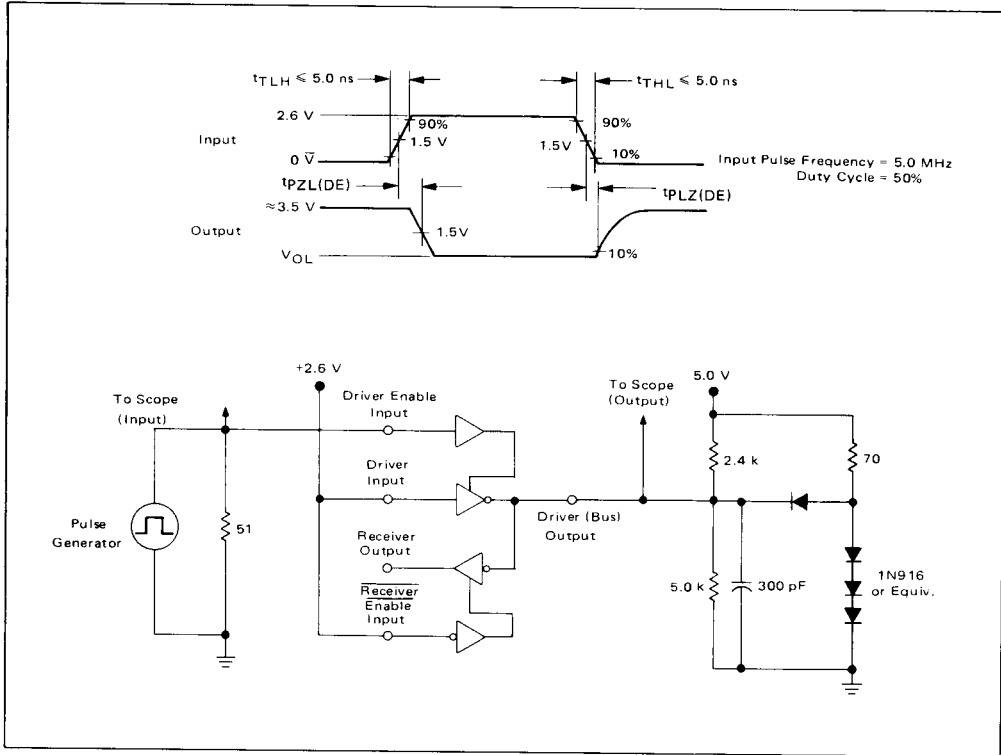 tTLH ≤ 5.0 ns
tTHL ≤ 5.0 ns
2.6 V
90%
90%
Input
1.5 V
1.5V
0 V
10%
Input Pulse Frequency = 5.0 MHz
Duty Cycle = 50%
tPZL(DE)
tPLZ(DE)
≈3.5 V
Output
1.5V
VOL
10%
+2.6 V
5.0 V
To Scope
(Input)
Driver Enable
Input
To Scope
(Output)
2.4 k
70
Driver
Input
Pulse
Generator
51
Driver (Bus)
Output
Receiver
Output
5.0 k
300 pF
1N916
or Equiv.
Receiver
Enable
Input